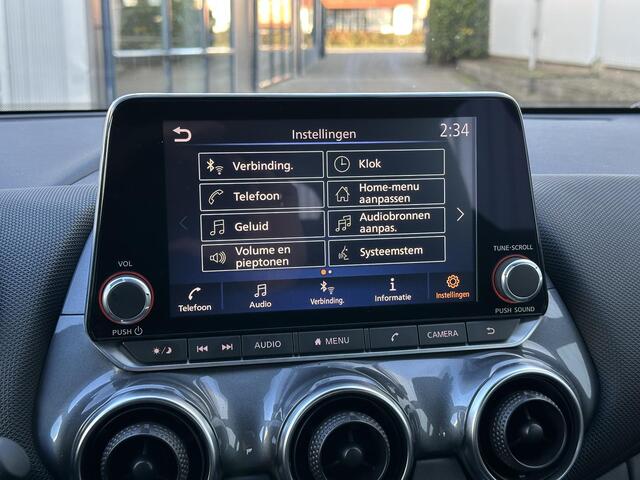 Instellingen
2:34
Verbinding.
Klok
Telefoon
Home-menu
aanpassen
Geluid
Audiobronnen
aanpas.
Volume en
pieptonen
Systeemstem
Telefoon
Audio
Verbinding.
Informatie
Instellingen
VOL
PUSH
TUNE·SCROLL
PUSH SOUND
AUDIO
MENU
CAMERA